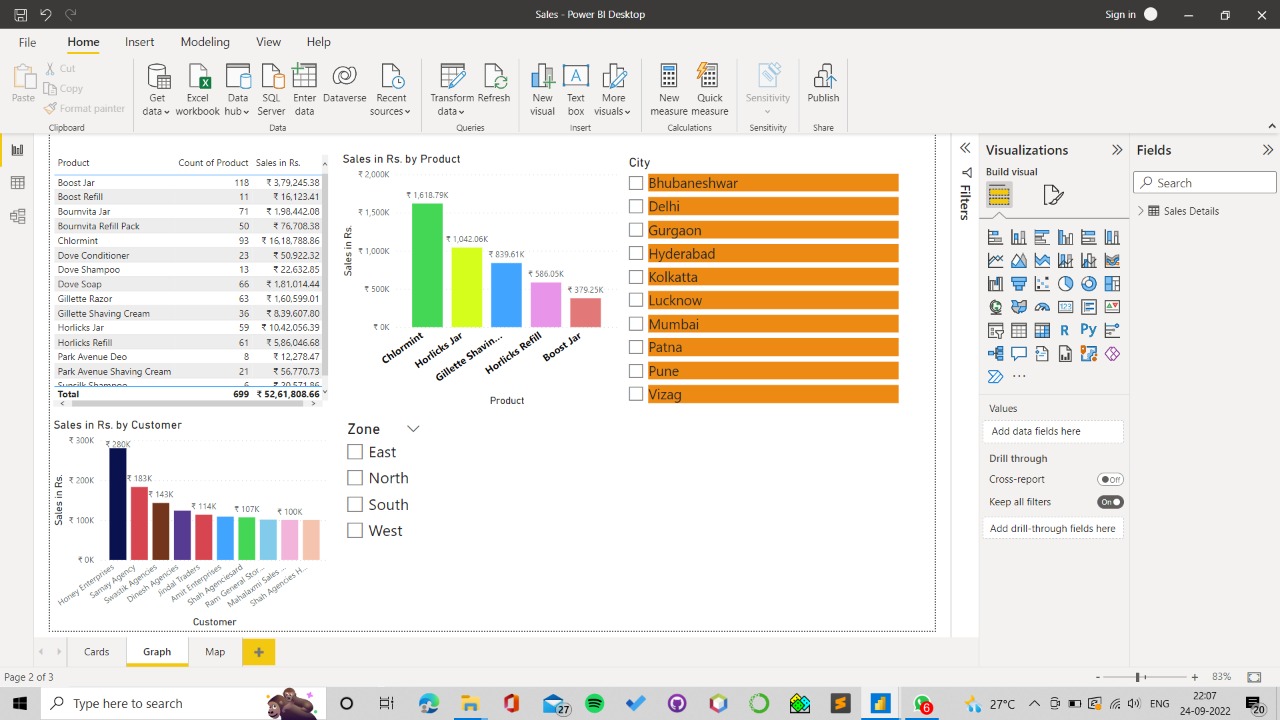 Sales - Power BI Desktop
Sign in
File Home Insert Modeling View Help
Paste
Cut
Copy
Format painter
Clipboard
Get data
Excel workbook
Data hub
SQL Server
Enter data
Dataverse
Recent sources
Data
Transform data
Refresh
Queries
New visual
Text box
More visuals
Insert
New measure
Quick measure
Calculations
Sensitivity
Sensitivity
Publish
Share
Product Count of Product Sales in Rs.
Boost Jar 118 ₹ 3,79,245.38
Boost Refill 11 ₹ 16,123.41
Bournvita Jar 71 ₹ 1,98,442.08
Bournvita Refill Pack 50 ₹ 76,708.38
Chlormint 93 ₹ 16,18,788.86
Dove Conditioner 23 ₹ 50,922.32
Dove Shampoo 13 ₹ 22,632.85
Dove Soap 66 ₹ 1,81,014.44
Gillette Razor 63 ₹ 1,60,599.01
Gillette Shaving Cream 36 ₹ 8,39,607.80
Horlicks Jar 59 ₹ 10,42,056.39
Horlicks Refill 61 ₹ 5,86,046.68
Park Avenue Deo 8 ₹ 12,278.47
Park Avenue Shaving Cream 21 ₹ 56,770.73
Sunsilk Shampoo 6 ₹ 20,571.86
Total 699 ₹ 52,61,808.66
Sales in Rs. by Product
Sales in Rs.
₹ 2,000K
₹ 1,500K
₹ 1,000K
₹ 500K
₹ 0K
₹ 1,618.79K
₹ 1,042.06K
₹ 839.61K
₹ 586.05K
₹ 379.25K
Chlormint
Horlicks Jar
Gillette Shavin...
Horlicks Refill
Boost Jar
Product
City
Bhubaneshwar
Delhi
Gurgaon
Hyderabad
Kolkatta
Lucknow
Mumbai
Patna
Pune
Vizag
Sales in Rs. by Customer
Sales in Rs.
₹ 300K
₹ 200K
₹ 100K
₹ 0K
₹ 280K
₹ 183K
₹ 143K
₹ 114K
₹ 107K
₹ 100K
Honey Enterprises
Samay Agency
Swastik Agencies
Dinesh Agencies
Jindal Traders
Amit Enterprises
Shah Agenciesord
Ram General Stor...
Mahalaxmi Sales ...
Shah Agencies H...
Customer
Zone
East
North
South
West
Filters
Visualizations
Build visual
Values
Add data fields here
Drill through
Cross-report
Off
Keep all filters
On
Add drill-through fields here
Fields
Search
Sales Details
Cards Graph Map
Page 2 of 3
83%
Type here to search
27
6
27°C
ENG
22:07
24-09-2022
20